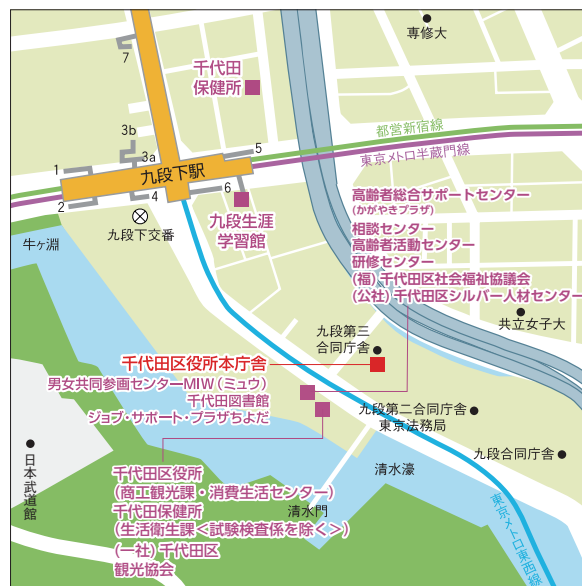 専修大
7
千代田
保健所
都営新宿線
東京メトロ半蔵門線
3b
3a
5
1
九段下駅
2
4
6
九段下交番
九段生涯
学習館
牛ヶ淵
高齢者総合サポートセンター
(かがやきプラザ)
相談センター
高齢者活動センター
研修センター
(福)千代田区社会福祉協議会
(公社)千代田区シルバー人材センター
共立女子大
九段第三
合同庁舎
千代田区役所本庁舎
男女共同参画センターMIW(ミュウ)
千代田図書館
ジョブ・サポート・プラザちよだ
九段第二合同庁舎
東京法務局
九段合同庁舎
日本武道館
清水濠
清水門
千代田区役所
(商工観光課・消費生活センター)
千代田保健所
(生活衛生課<試験検査係を除く>)
(一社)千代田区
観光協会
東京メトロ東西線